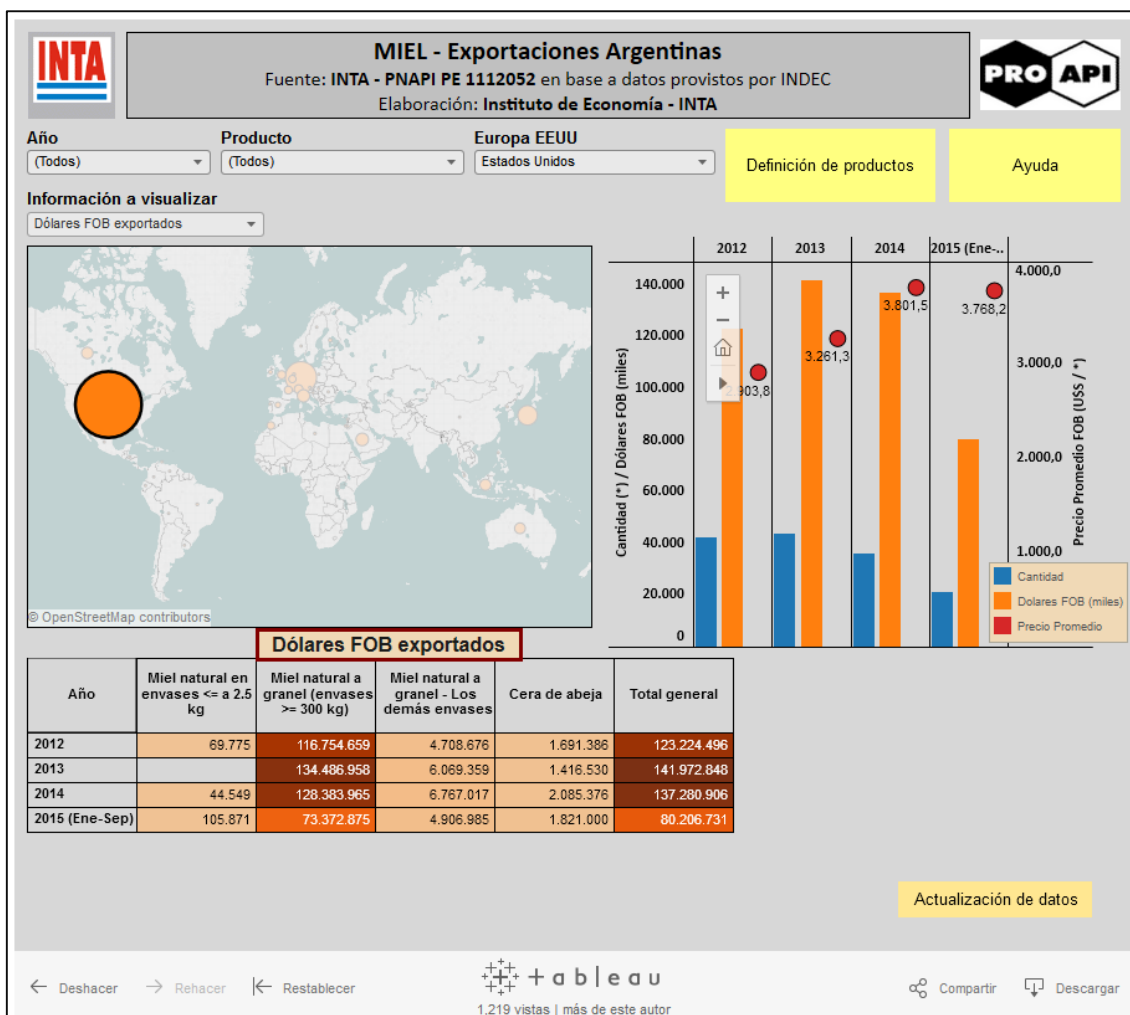 INTA
MIEL - Exportaciones Argentinas
Fuente: INTA - PNAPI PE 1112052 en base a datos provistos por INDEC
Elaboración: Instituto de Economía - INTA
PRO API
Año
(Todos)
Producto
(Todos)
Europa EEUU
Estados Unidos
Definición de productos
Ayuda
Información a visualizar
Dólares FOB exportados
© OpenStreetMap contributors
2012 2013 2014 2015 (Ene-..
Cantidad (*) / Dólares FOB (miles)
140.000
120.000
100.000
80.000
60.000
40.000
20.000
0
+
−
2.903,8
3.261,3
3.801,5
3.768,2
4.000,0
3.000,0
2.000,0
1.000,0
Precio Promedio FOB (US$ / *)
Cantidad
Dolares FOB (miles)
Precio Promedio
Dólares FOB exportados
Año
Miel natural en
envases <= a 2.5
kg
Miel natural a
granel (envases
>= 300 kg)
Miel natural a
granel - Los
demás envases
Cera de abeja
Total general
2012 69.775 116.754.659 4.708.676 1.691.386 123.224.496
2013 134.486.958 6.069.359 1.416.530 141.972.848
2014 44.549 128.383.965 6.767.017 2.085.376 137.280.906
2015 (Ene-Sep) 105.871 73.372.875 4.906.985 1.821.000 80.206.731
Actualización de datos
Deshacer Rehacer Restablecer
+ a b | e a u
1,219 vistas | más de este autor
Compartir Descargar